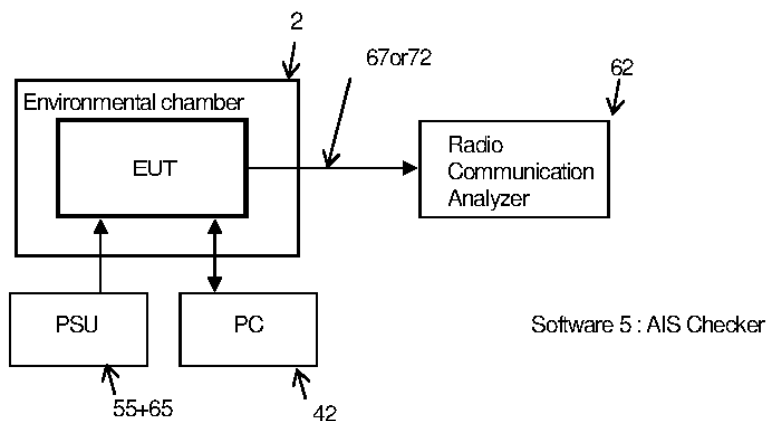 2
67or72
62
Environmental chamber
EUT
Radio
Communication
Analyzer
PSU
PC
Software 5 : AIS Checker
55+65
42